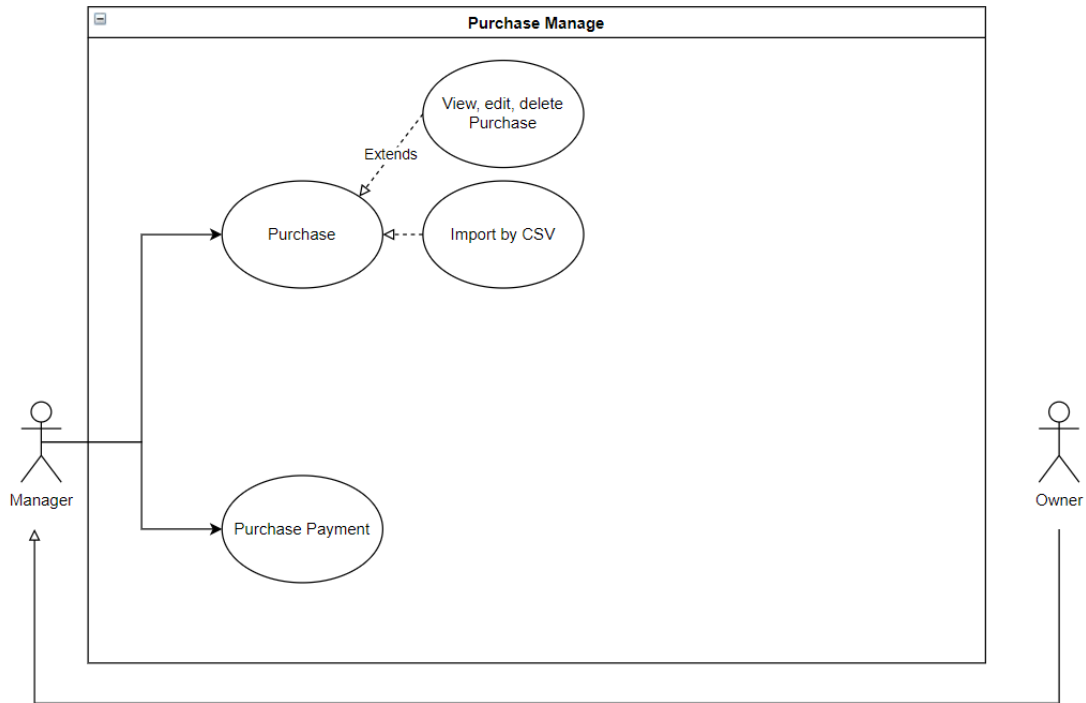 Purchase Manage
View, edit, delete
Purchase
Extends
Purchase
Import by CSV
Manager
Owner
Purchase Payment